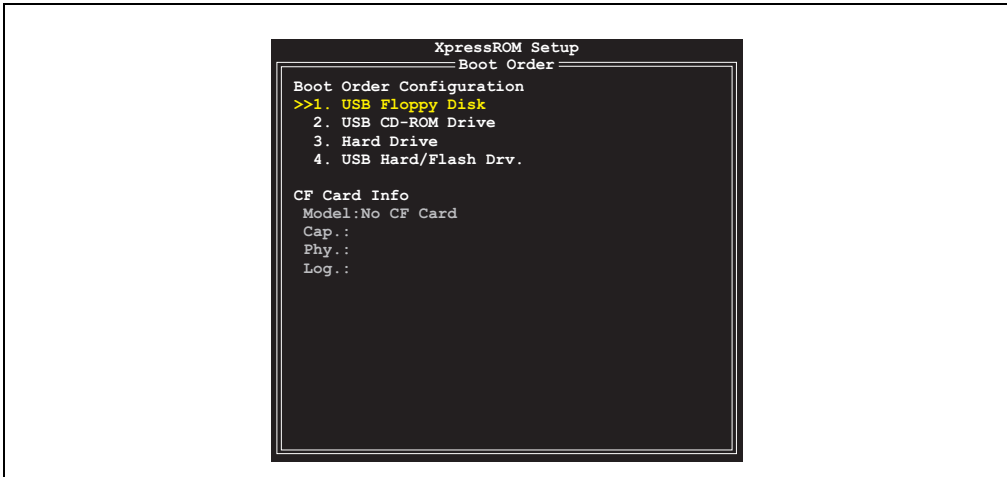 XpressROM Setup
Boot Order
Boot Order Configuration
>>1. USB Floppy Disk
2. USB CD-ROM Drive
3. Hard Drive
4. USB Hard/Flash Drv.
CF Card Info
Model:No CF Card
Cap.:
Phy.:
Log.: